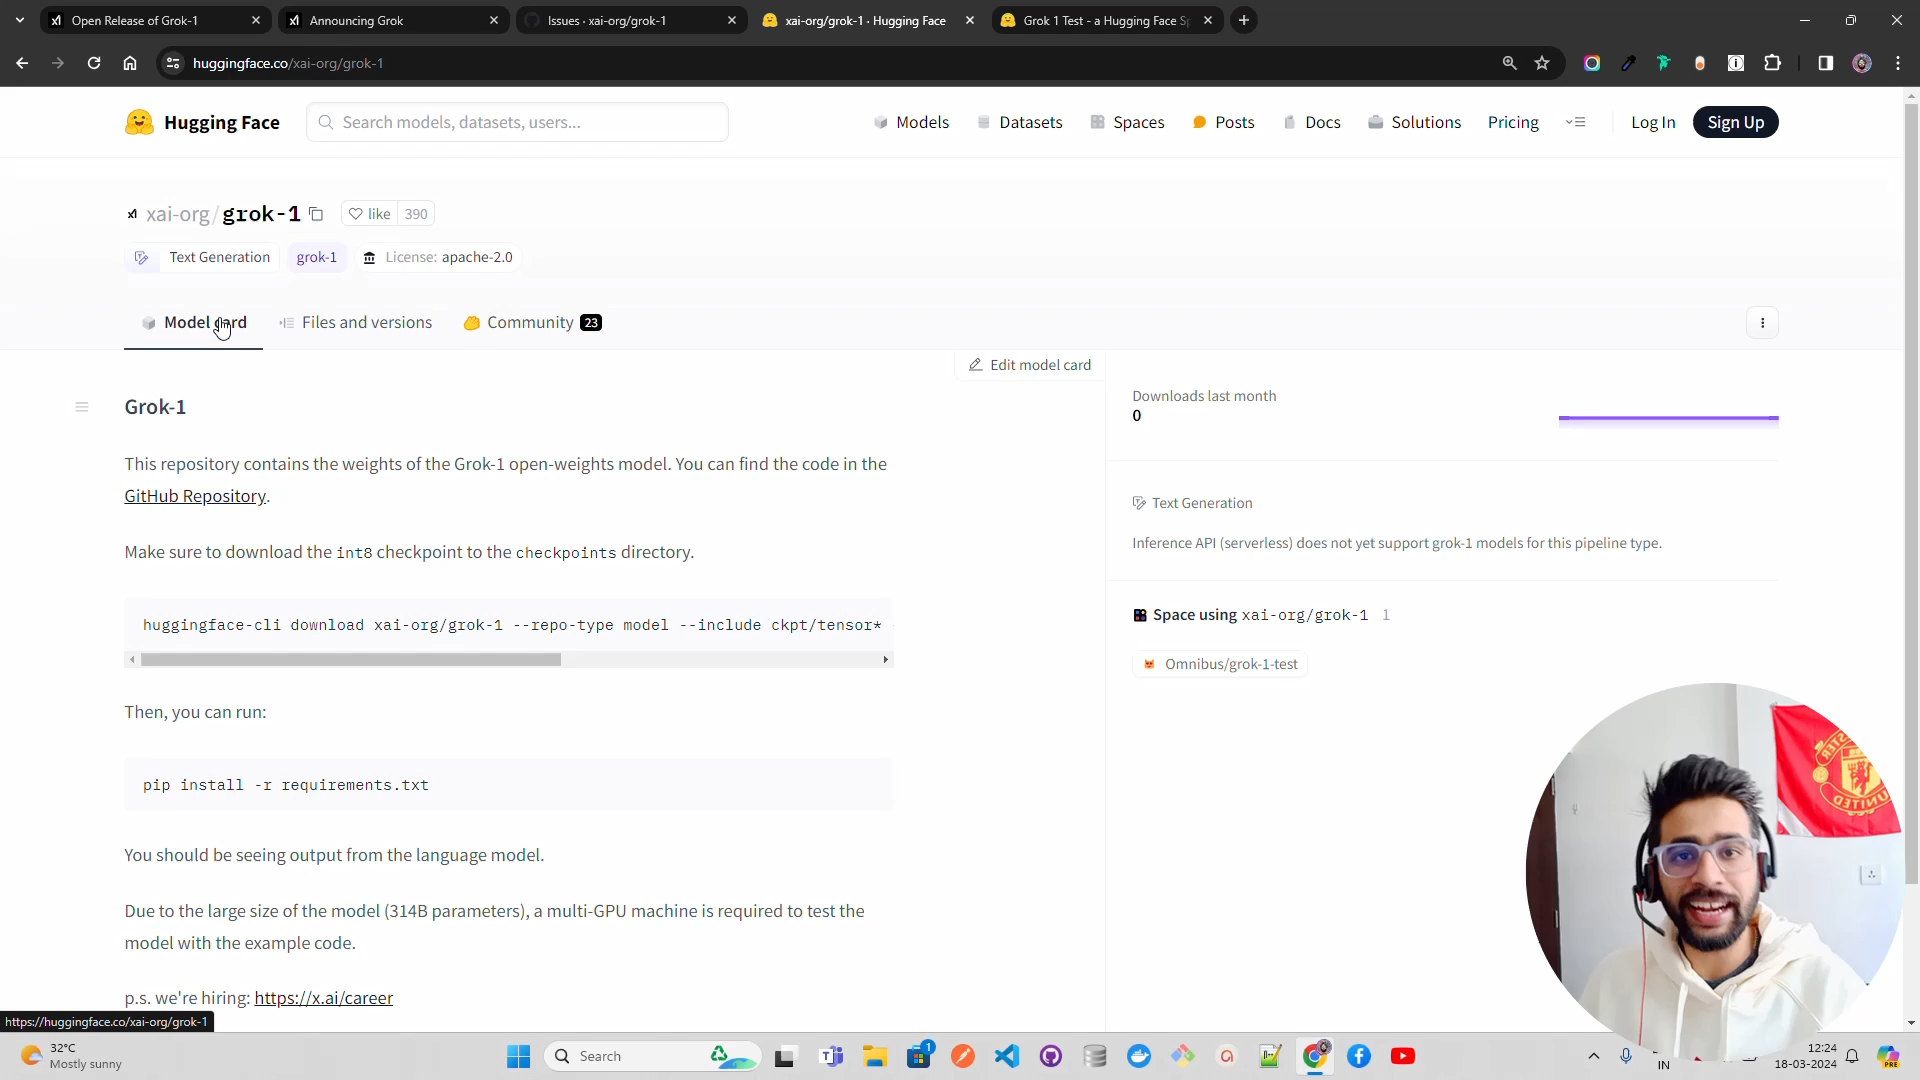 Open Release of Grok-1
Announcing Grok
Issues · xai-org/grok-1
xai-org/grok-1 · Hugging Face
Grok 1 Test - a Hugging Face Sp
huggingface.co/xai-org/grok-1
Hugging Face
Search models, datasets, users...
Models
Datasets
Spaces
Posts
Docs
Solutions
Pricing
Log In
Sign Up
xai-org/grok-1
like 390
Text Generation
grok-1
License: apache-2.0
Model card
Files and versions
Community 23
Edit model card
Grok-1
This repository contains the weights of the Grok-1 open-weights model. You can find the code in the
GitHub Repository.
Make sure to download the int8 checkpoint to the checkpoints directory.
huggingface-cli download xai-org/grok-1 --repo-type model --include ckpt/tensor*
Then, you can run:
pip install -r requirements.txt
You should be seeing output from the language model.
Due to the large size of the model (314B parameters), a multi-GPU machine is required to test the
model with the example code.
p.s. we're hiring: https://x.ai/career
Downloads last month
0
Text Generation
Inference API (serverless) does not yet support grok-1 models for this pipeline type.
Space using xai-org/grok-1 1
Omnibus/grok-1-test
UNITED
https://huggingface.co/xai-org/grok-1
32°C
Mostly sunny
Search
1
IN
12:24
18-03-2024
PRE